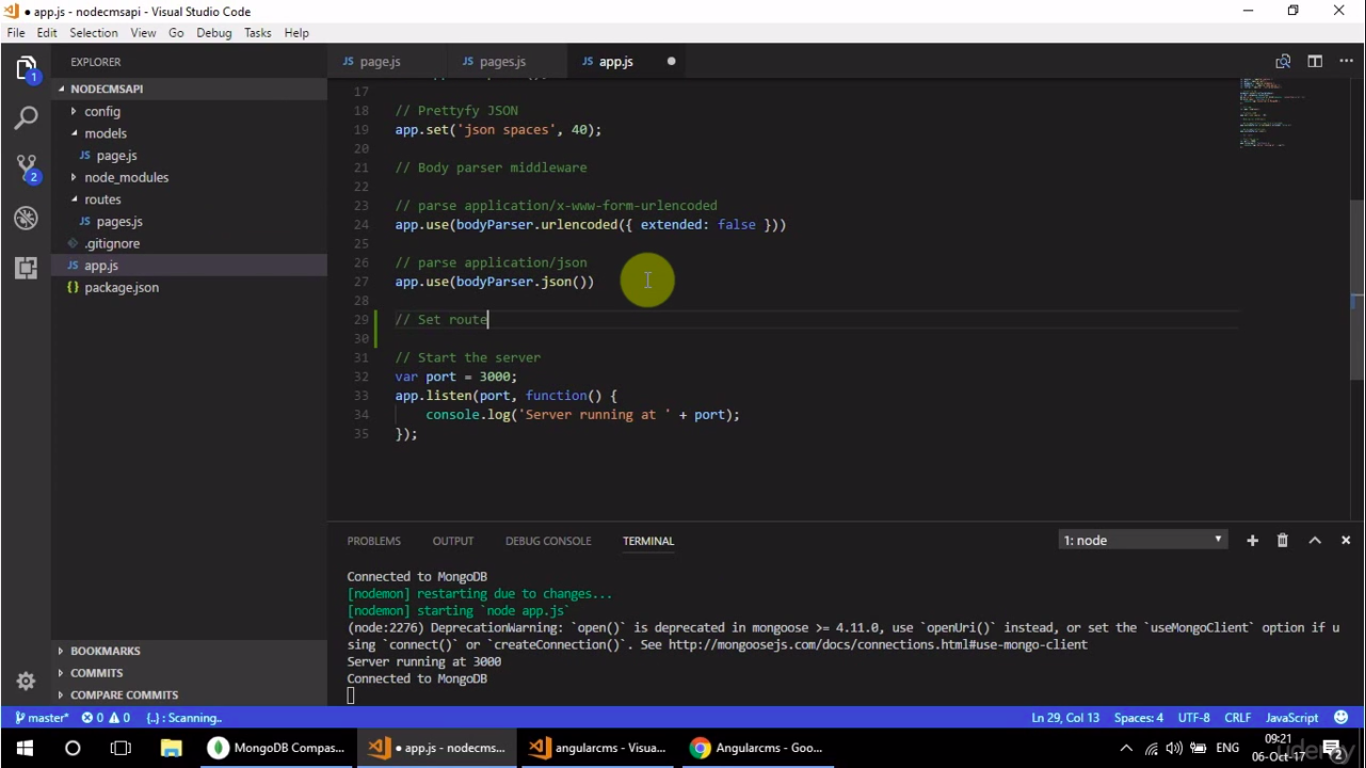 app.js - nodecmsapi - Visual Studio Code
File Edit Selection View Go Debug Tasks Help
EXPLORER
NODECMSAPI
config
models
JS page.js
node_modules
routes
JS pages.js
.gitignore
JS app.js
{} package.json
BOOKMARKS
COMMITS
COMPARE COMMITS
1
2
JS page.js JS pages.js JS app.js
17
18 // Prettyfy JSON
19 app.set('json spaces', 40);
20
21 // Body parser middleware
22
23 // parse application/x-www-form-urlencoded
24 app.use(bodyParser.urlencoded({ extended: false }))
25
26 // parse application/json
27 app.use(bodyParser.json())
28
29 // Set route
30
31 // Start the server
32 var port = 3000;
33 app.listen(port, function() {
34 console.log('Server running at ' + port);
35 });
PROBLEMS OUTPUT DEBUG CONSOLE TERMINAL 1: node
Connected to MongoDB
[nodemon] restarting due to changes...
[nodemon] starting `node app.js`
(node:2276) DeprecationWarning: `open()` is deprecated in mongoose >= 4.11.0, use `openUri()` instead, or set the `useMongoClient` option if u
sing `connect()` or `createConnection()`. See http://mongoosejs.com/docs/connections.html#use-mongo-client
Server running at 3000
Connected to MongoDB
master* 0 0 {..} : Scanning.. Ln 29, Col 13 Spaces: 4 UTF-8 CRLF JavaScript
MongoDB Compas... app.js - nodecms... angularcms - Visua... Angularcms - Goo... ENG
09:21
06-Oct-17
2
udemy